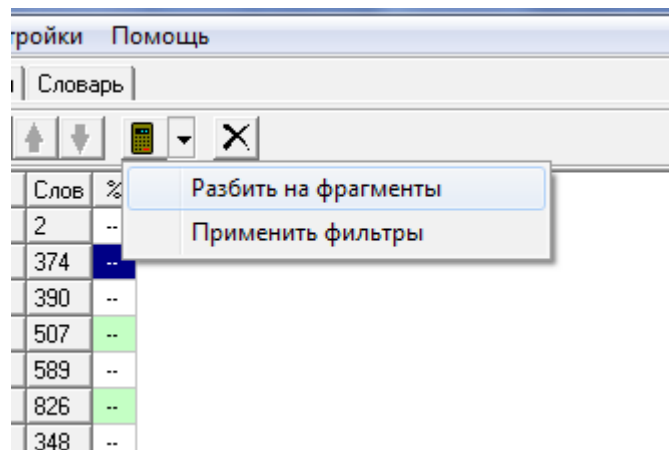 тройки Помощь
Словарь
Разбить на фрагменты
Слов %
2 --
Применить фильтры
374 --
390 --
507 --
589 --
826 --
348 --